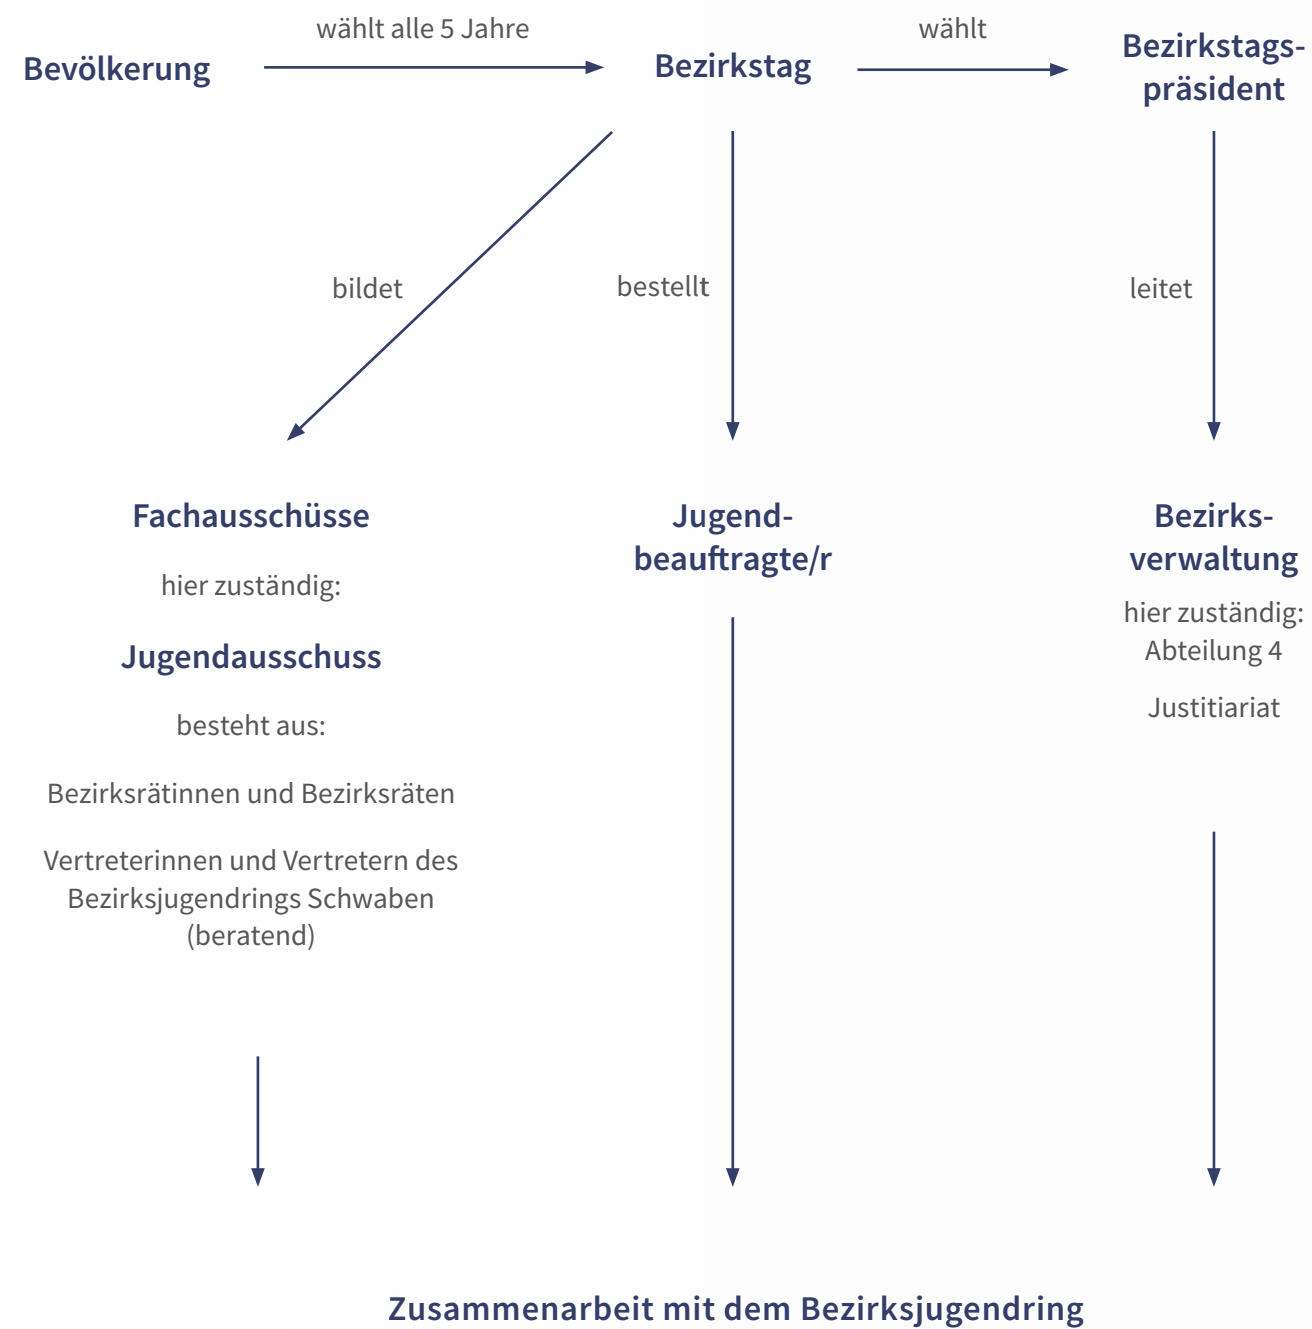 wählt alle 5 Jahre
wählt
Bevölkerung
Bezirkstag
Bezirkstags-
präsident
bildet
bestellt
leitet
Fachausschüsse
hier zuständig:
Jugendausschuss
besteht aus:
Bezirksrätinnen und Bezirksräten
Vertreterinnen und Vertretern des
Bezirksjugendrings Schwaben
(beratend)
Jugend-
beauftragte/r
Bezirks-
verwaltung
hier zuständig:
Abteilung 4
Justitiariat
Zusammenarbeit mit dem Bezirksjugendring